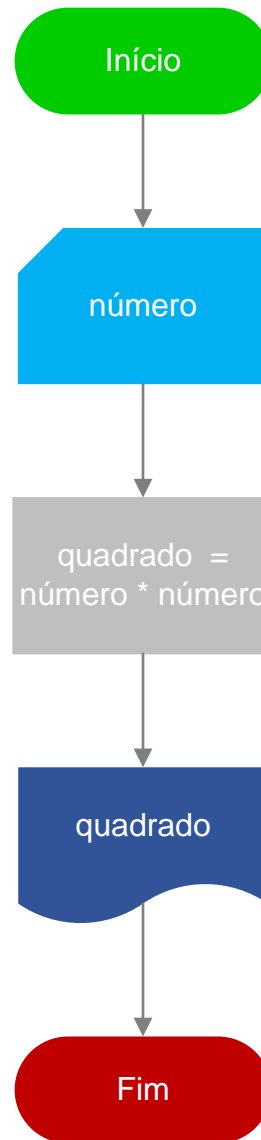 Início
número
quadrado =
número * número
quadrado
Fim